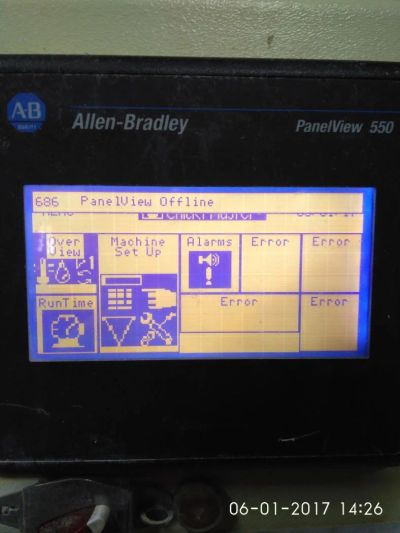 AB
Allen-Bradley
PanelView 550
686 PanelView Offline
Over
View
Machine
Set Up
Alarms
Error
Error
RunTime
Error
Error
06-01-2017 14:26